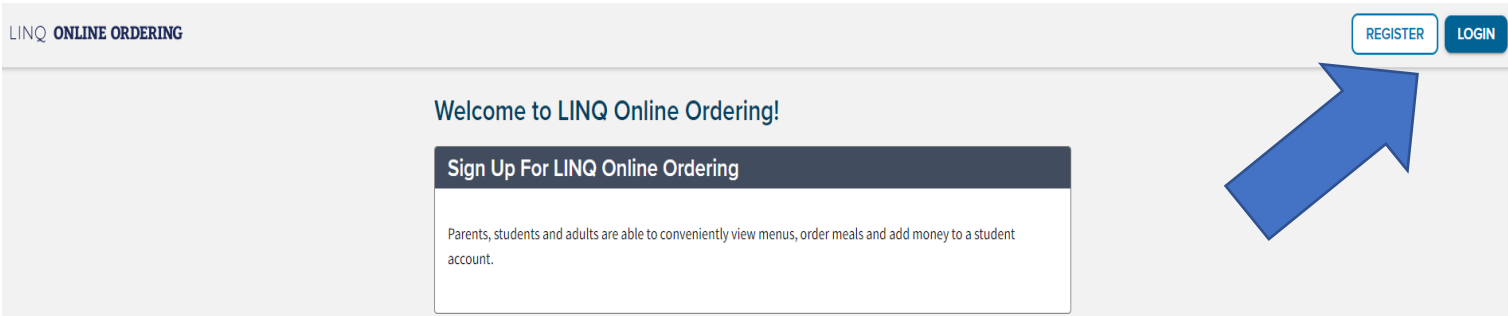 LINQ ONLINE ORDERING
REGISTER
LOGIN
Welcome to LINQ Online Ordering!
Sign Up For LINQ Online Ordering
Parents, students and adults are able to conveniently view menus, order meals and add money to a student
account.